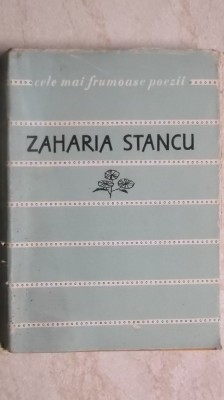 cele mai frumoase poezii
ZAHARIA STANCU